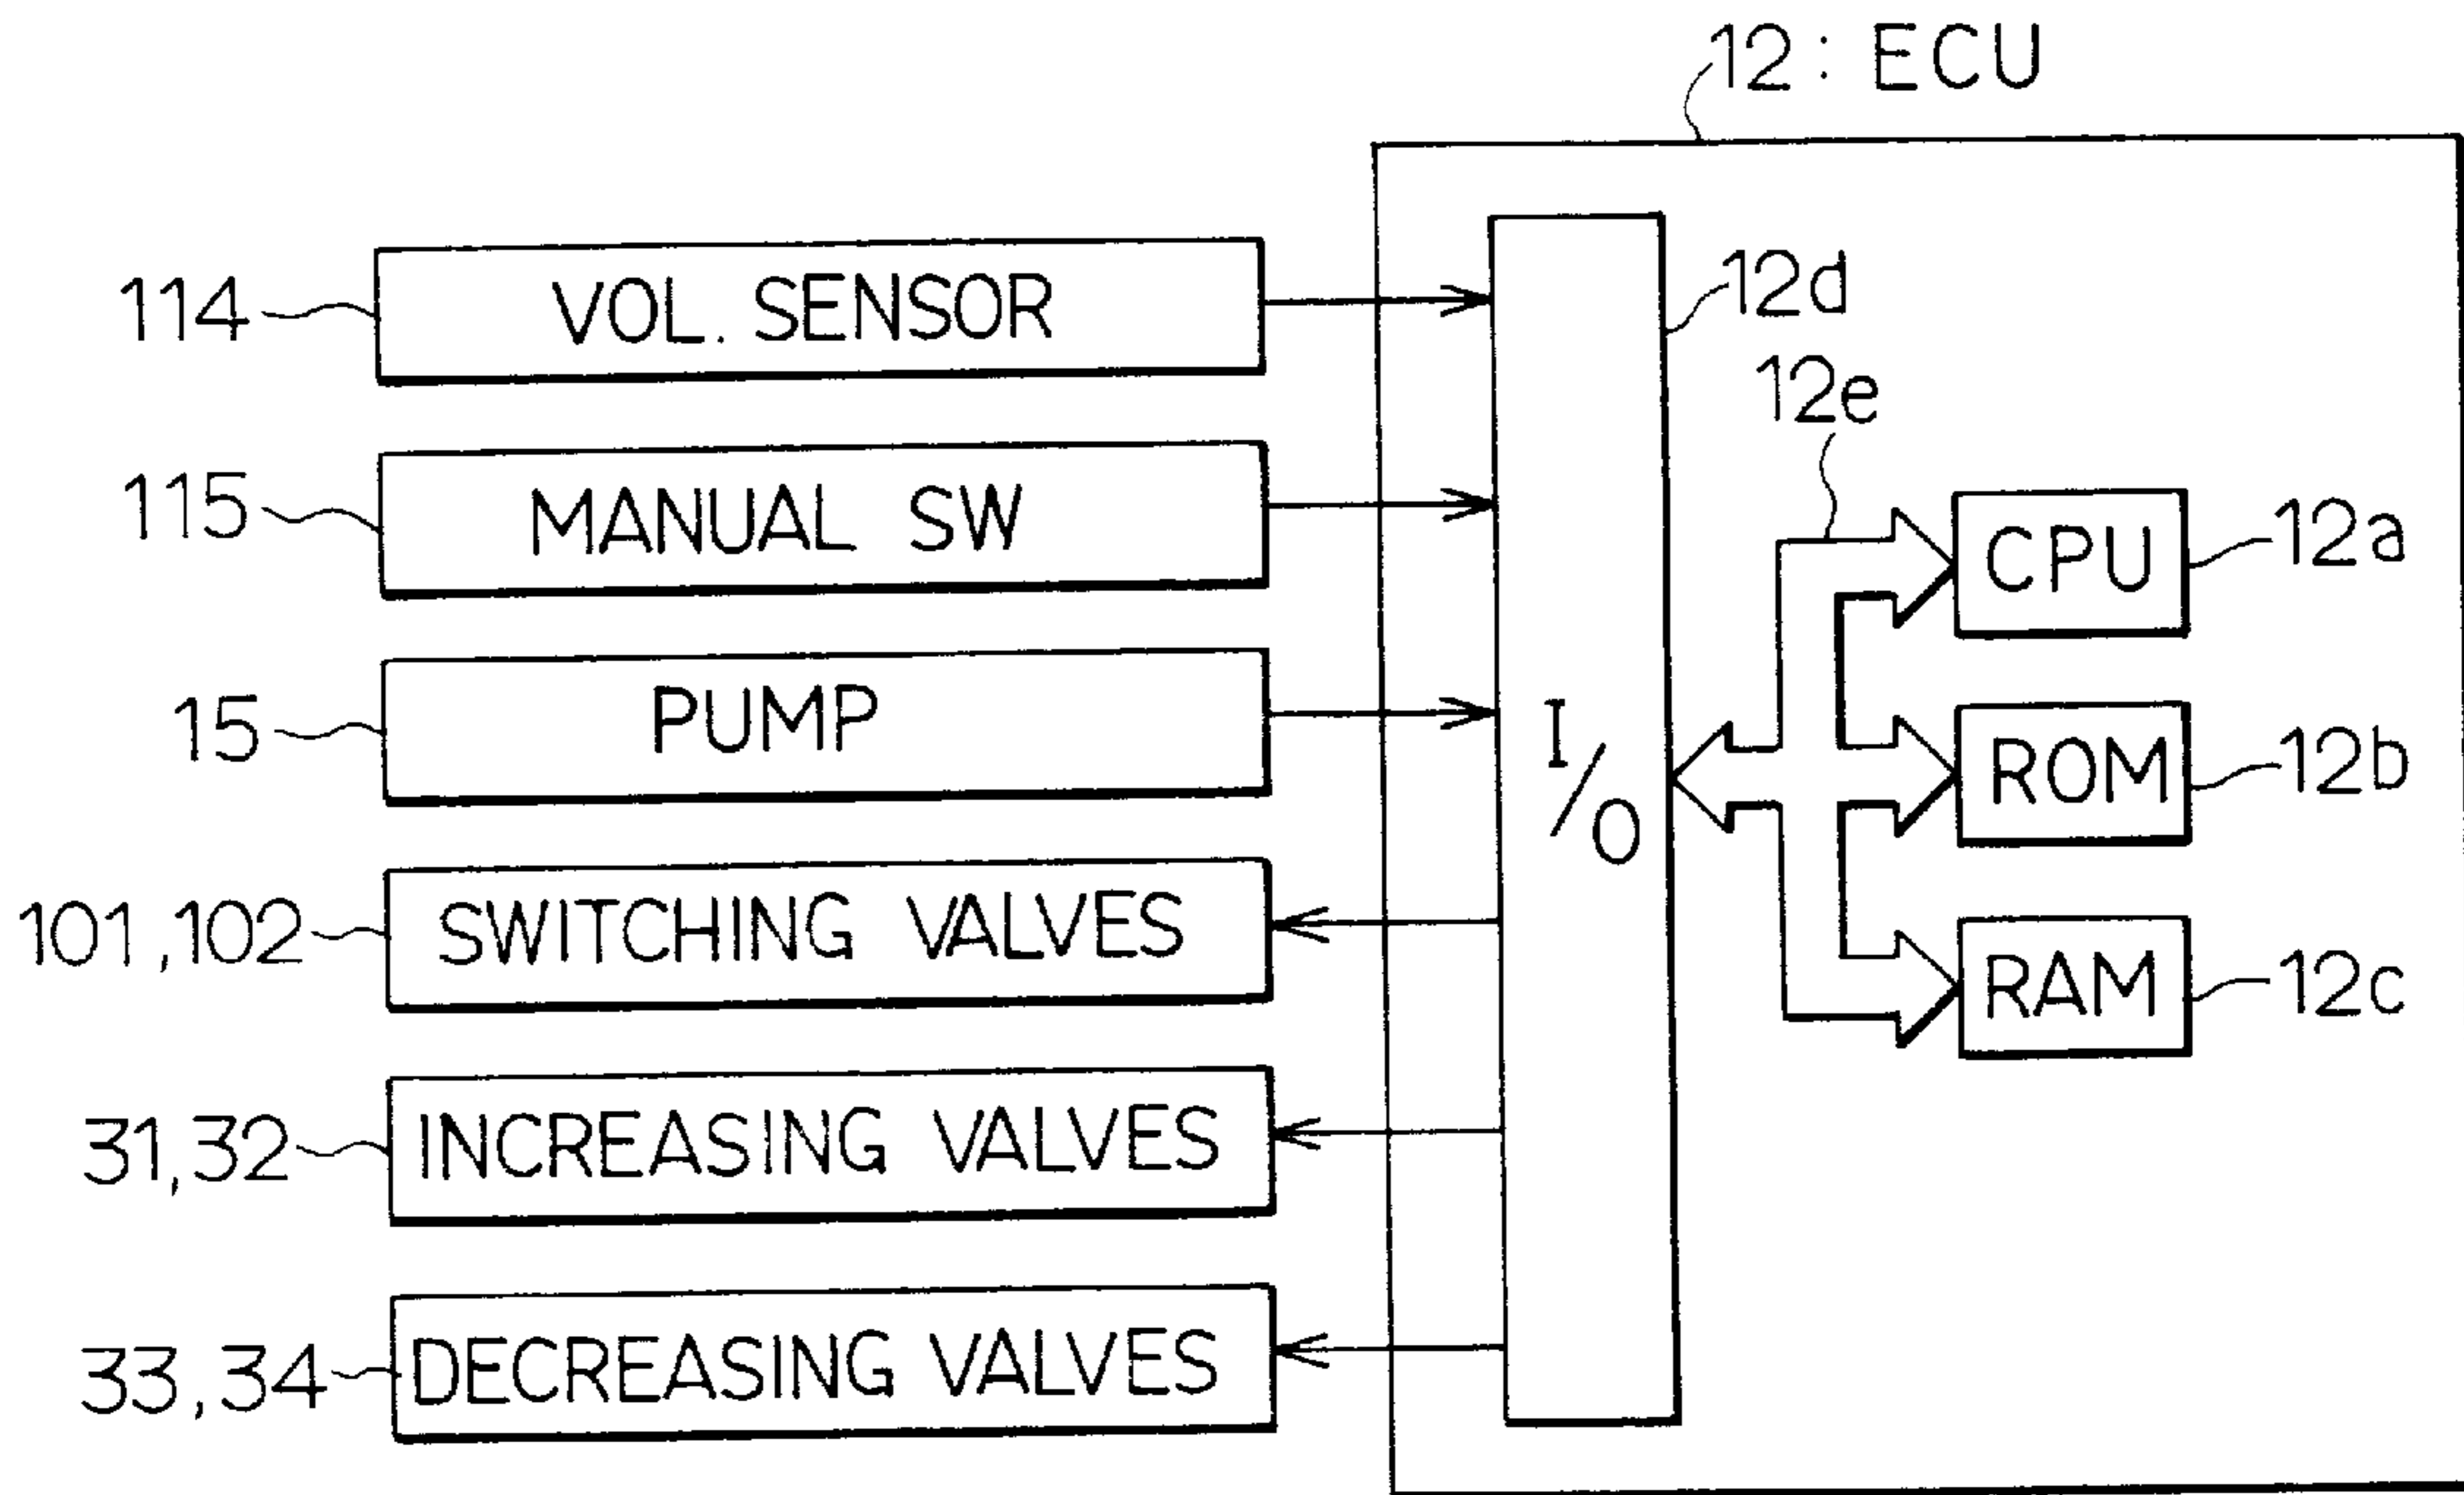 12 : ECU
114
VOL. SENSOR
12d
12e
115
MANUAL SW
CPU
12a
15
PUMP
I/O
ROM
12b
101,102
SWITCHING VALVES
RAM
12c
31,32
INCREASING VALVES
33,34
DECREASING VALVES